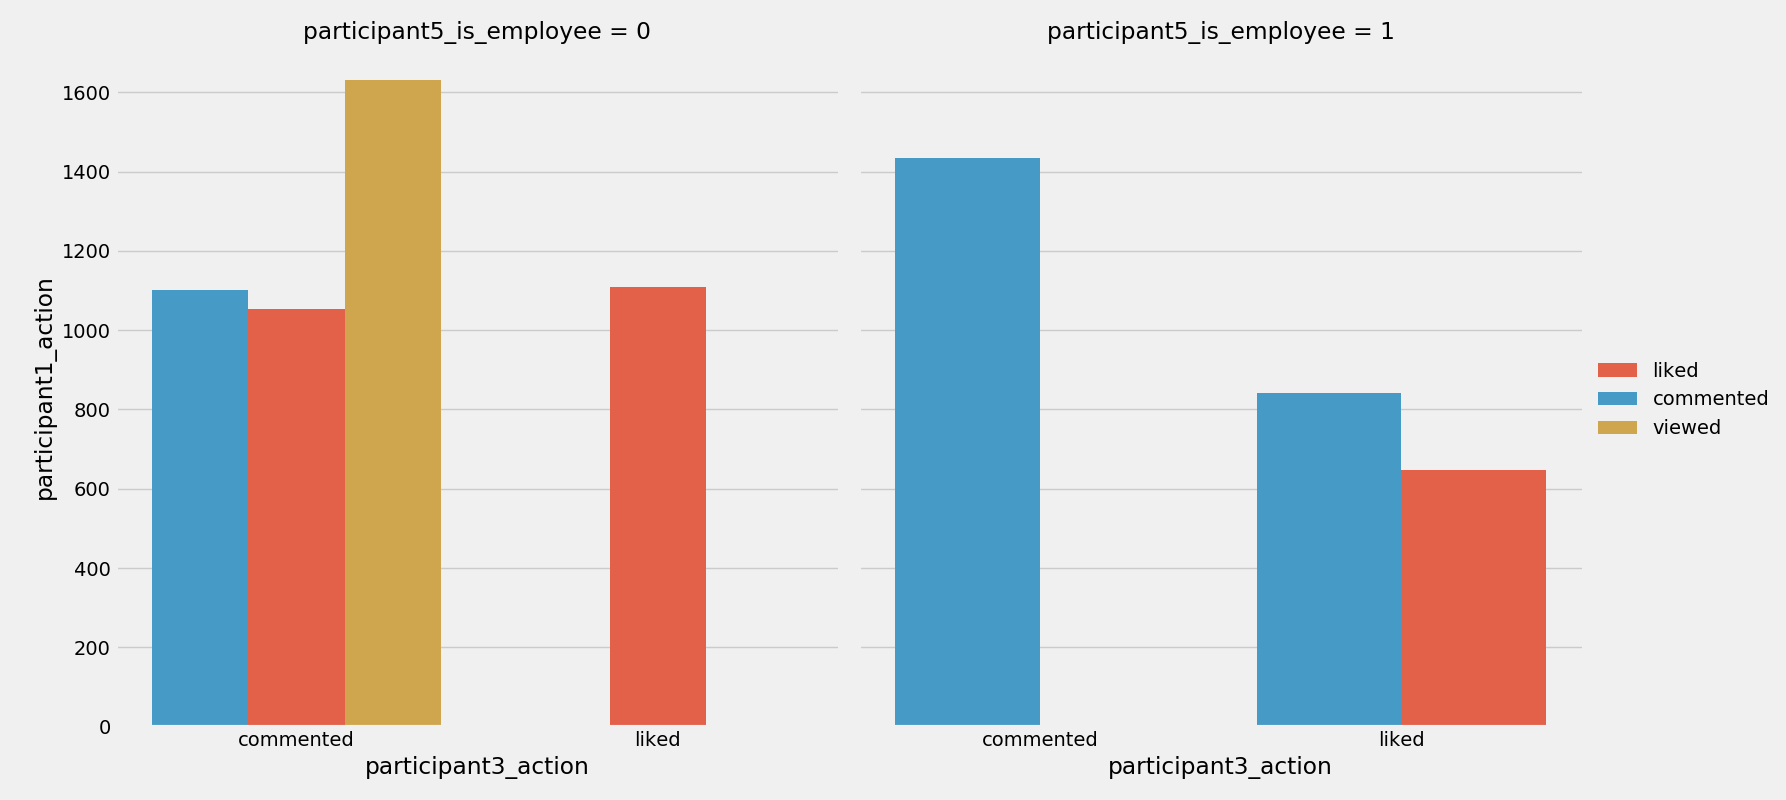 participant5_is_employee = 0
participant5_is_employee = 1
participant1_action
1600
1400
1200
1000
800
600
400
200
0
commented
liked
commented
liked
participant3_action
participant3_action
liked
commented
viewed